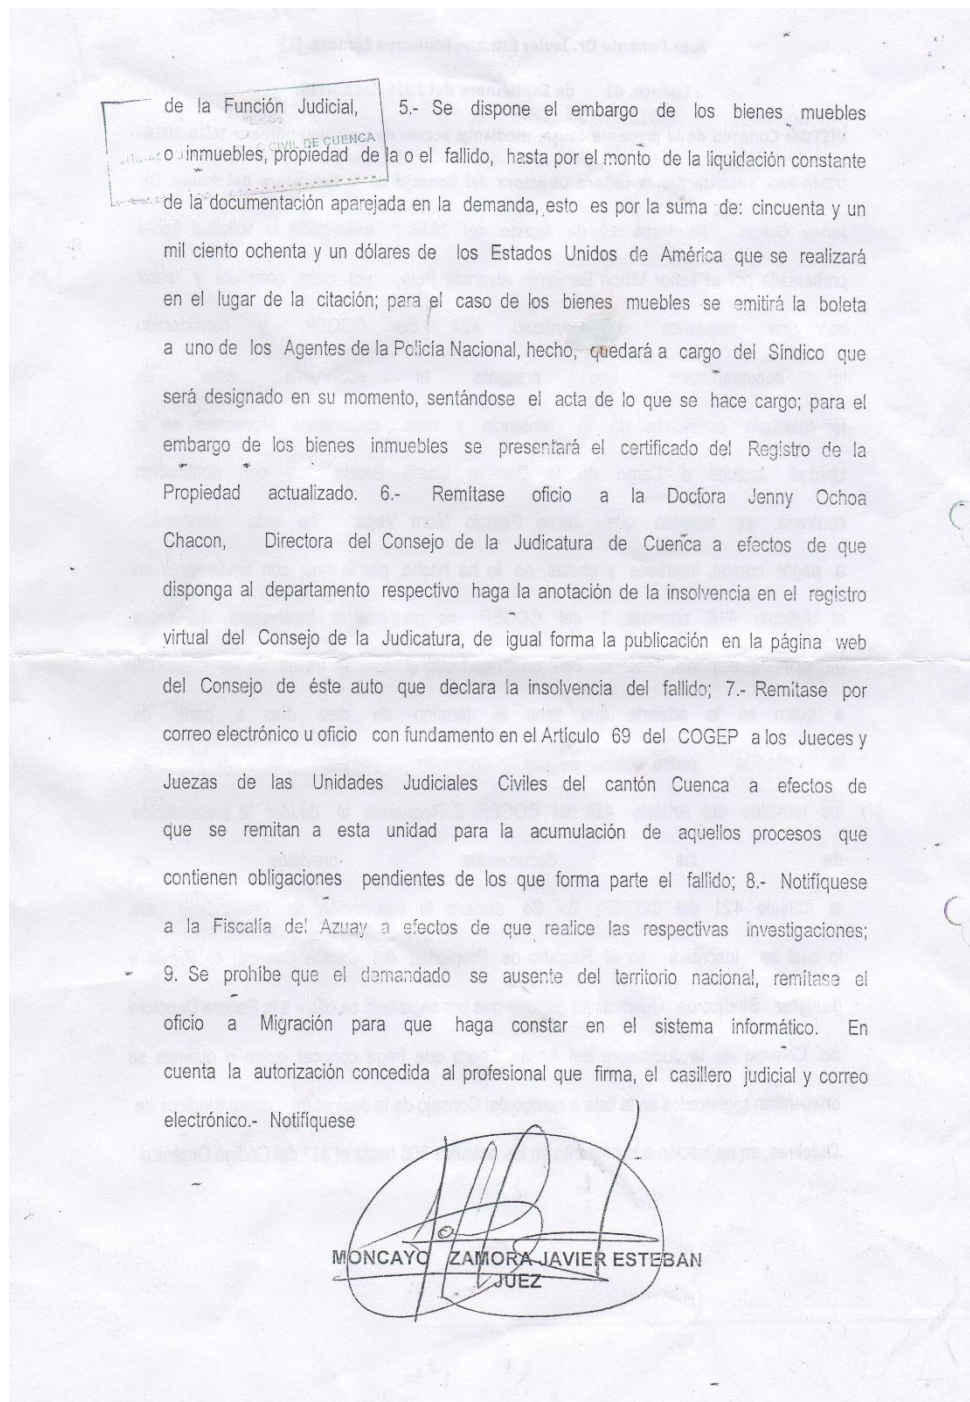 de la Función Judicial, 5.- Se dispone el embargo de los bienes muebles
CIVIL DE CUENCA
o inmuebles, propiedad de la o el fallido, hasta por el monto de la liquidación constante
de la documentación aparejada en la demanda, esto es por la suma de: cincuenta y un
mil ciento ochenta y un dólares de los Estados Unidos de América que se realizará
en el lugar de la citación; para el caso de los bienes muebles se emitirá la boleta
a uno de los Agentes de la Policía Nacional, hecho, quedará a cargo del Síndico que
será designado en su momento, sentándose el acta de lo que se hace cargo; para el
embargo de los bienes inmuebles se presentará el certificado del Registro de la
Propiedad actualizado. 6.- Remítase oficio a la Doctora Jenny Ochoa
Chacon, Directora del Consejo de la Judicatura de Cuenca a efectos de que
disponga al departamento respectivo haga la anotación de la insolvencia en el registro
virtual del Consejo de la Judicatura, de igual forma la publicación en la página web
del Consejo de éste auto que declara la insolvencia del fallido; 7.- Remítase por
correo electrónico u oficio con fundamento en el Artículo 69 del COGEP a los Jueces y
Juezas de las Unidades Judiciales Civiles del cantón Cuenca a efectos de
que se remitan a esta unidad para la acumulación de aquellos procesos que
contienen obligaciones pendientes de los que forma parte el fallido; 8.- Notifíquese
a la Fiscalía del Azuay a efectos de que realice las respectivas investigaciones;
9. Se prohíbe que el demandado se ausente del territorio nacional, remítase el
oficio a Migración para que haga constar en el sistema informático. En
cuenta la autorización concedida al profesional que firma, el casillero judicial y correo
electrónico.- Notifíquese
MONCAYO ZAMORA JAVIER ESTEBAN
JUEZ